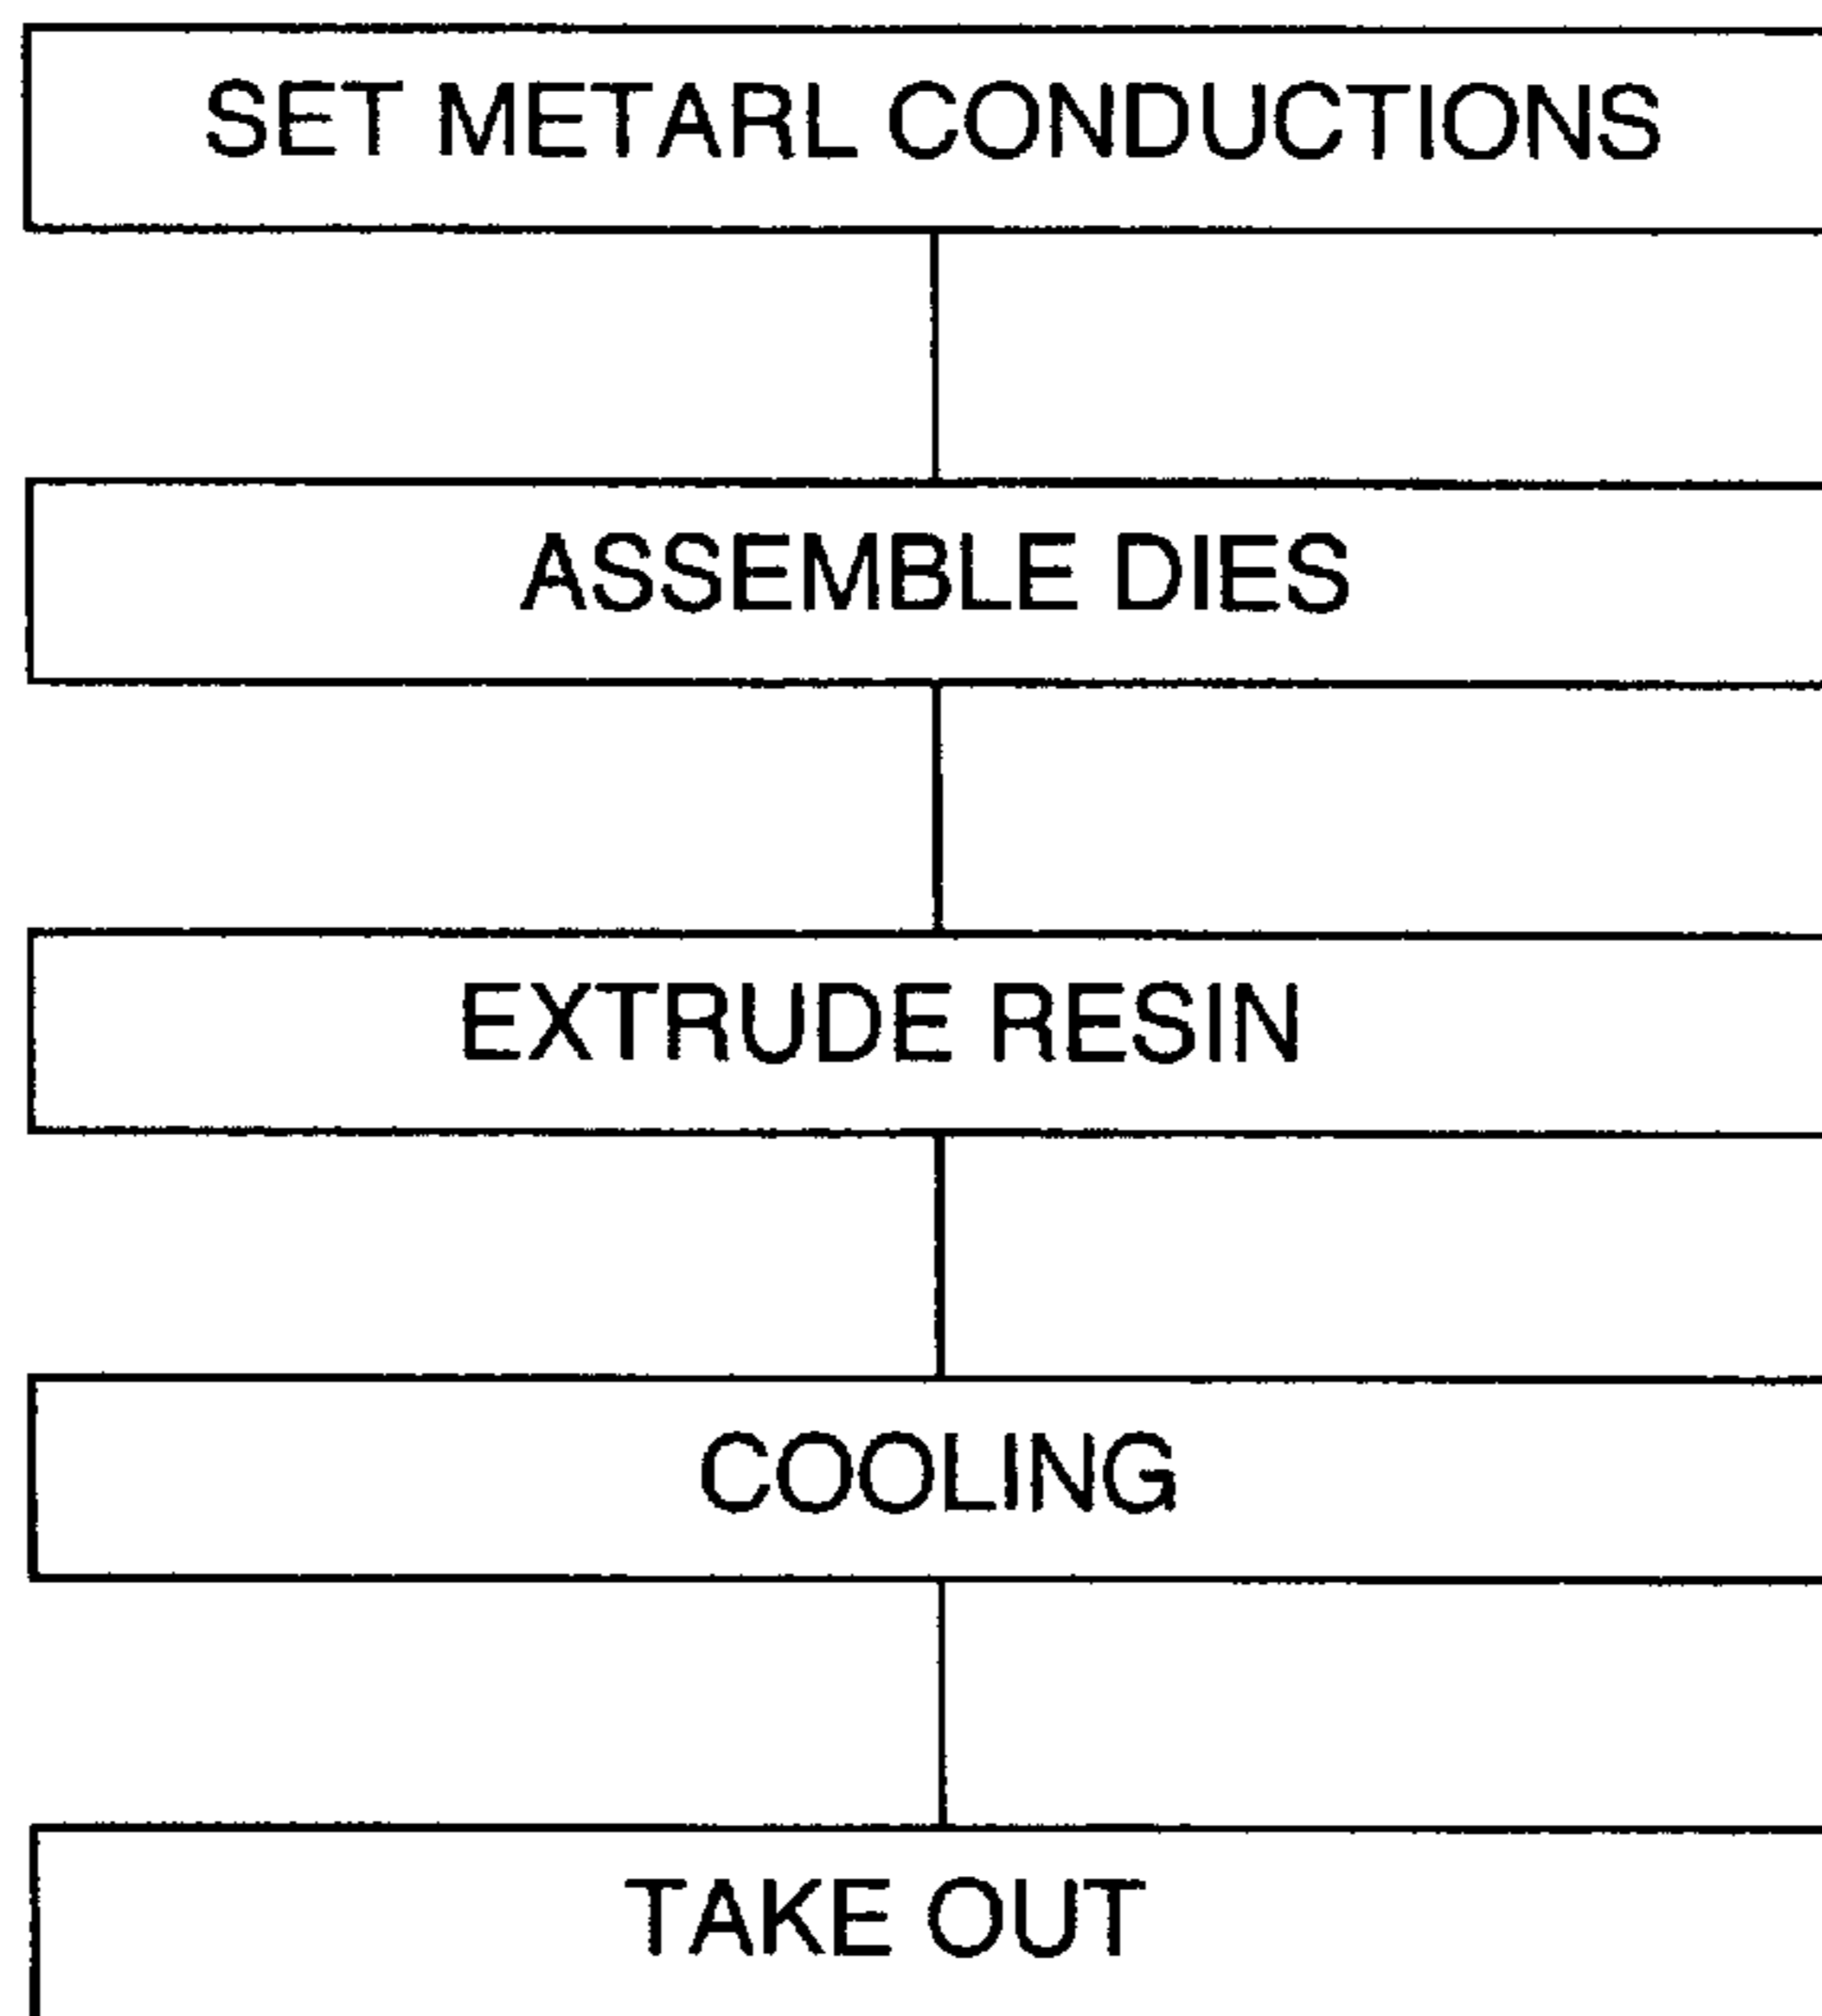 SET METARL CONDUCTIONS
ASSEMBLE DIES
EXTRUDE RESIN
COOLING
TAKE OUT